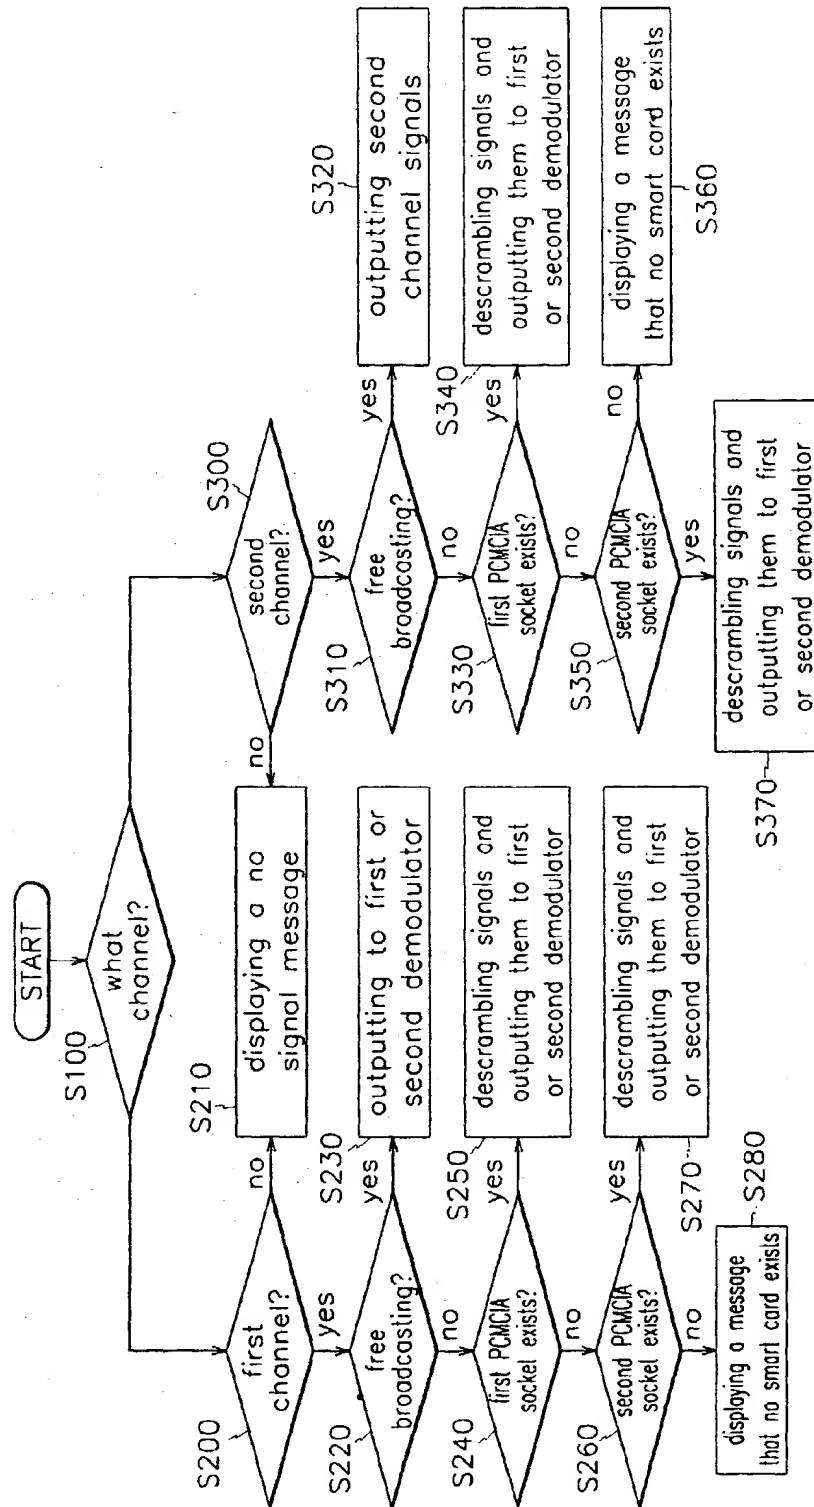 START
what
channel?
S100
first
channel?
S200
no
yes
displaying a no
signal message
S210
second
channel?
S300
no
yes
free
broadcasting?
S220
yes
no
outputting to first or
second demodulator
S230
free
broadcasting?
S310
yes
no
outputting second
channel signals
S320
first PCMCIA
socket exists?
S240
yes
no
descrambling signals and
outputting them to first
or second demodulator
S250
first PCMCIA
socket exists?
S330
yes
no
descrambling signals and
outputting them to first
or second demodulator
S340
second PCMCIA
socket exists?
S260
yes
no
descrambling signals and
outputting them to first
or second demodulator
S270
second PCMCIA
socket exists?
S350
no
yes
displaying a message
that no smart card exists
S360
displaying a message
that no smart card exists
S280
descrambling signals and
outputting them to first
or second demodulator
S370